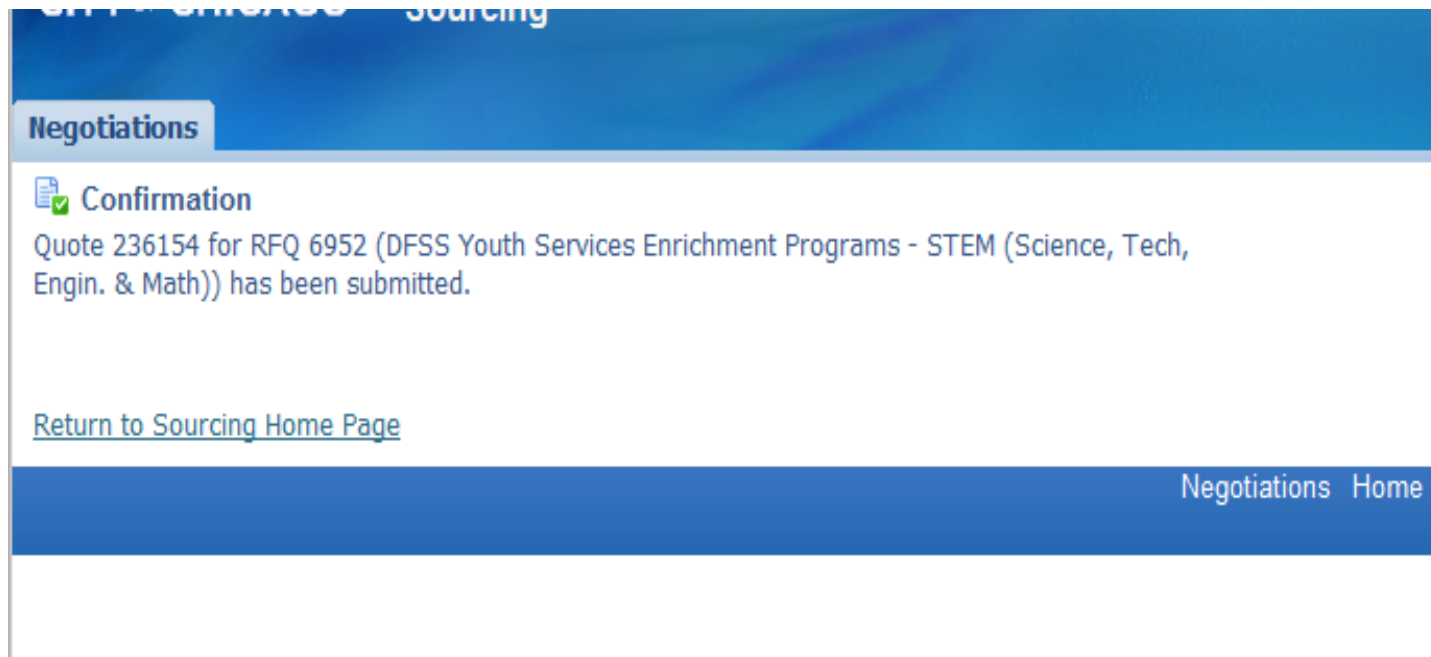 Sourcing
Negotiations
Confirmation
Quote 236154 for RFQ 6952 (DFSS Youth Services Enrichment Programs - STEM (Science, Tech,
Engin. & Math)) has been submitted.
Return to Sourcing Home Page
Negotiations Home